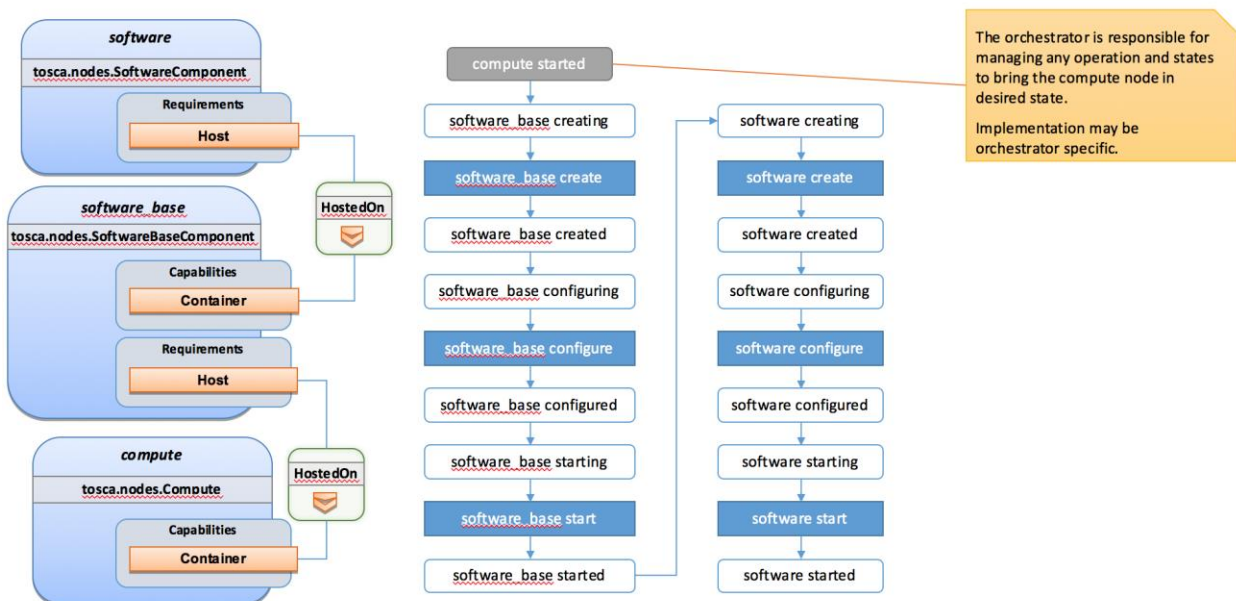 software
tosca.nodes.SoftwareComponent
Requirements
Host
HostedOn
software_base
tosca.nodes.SoftwareBaseComponent
Capabilities
Container
Requirements
Host
HostedOn
compute
tosca.nodes.Compute
Capabilities
Container
compute started
software_base creating
software_base create
software_base created
software_base configuring
software_base configure
software_base configured
software_base starting
software_base start
software_base started
software creating
software create
software created
software configuring
software configure
software configured
software starting
software start
software started
The orchestrator is responsible for
managing any operation and states
to bring the compute node in
desired state.
Implementation may be
orchestrator specific.